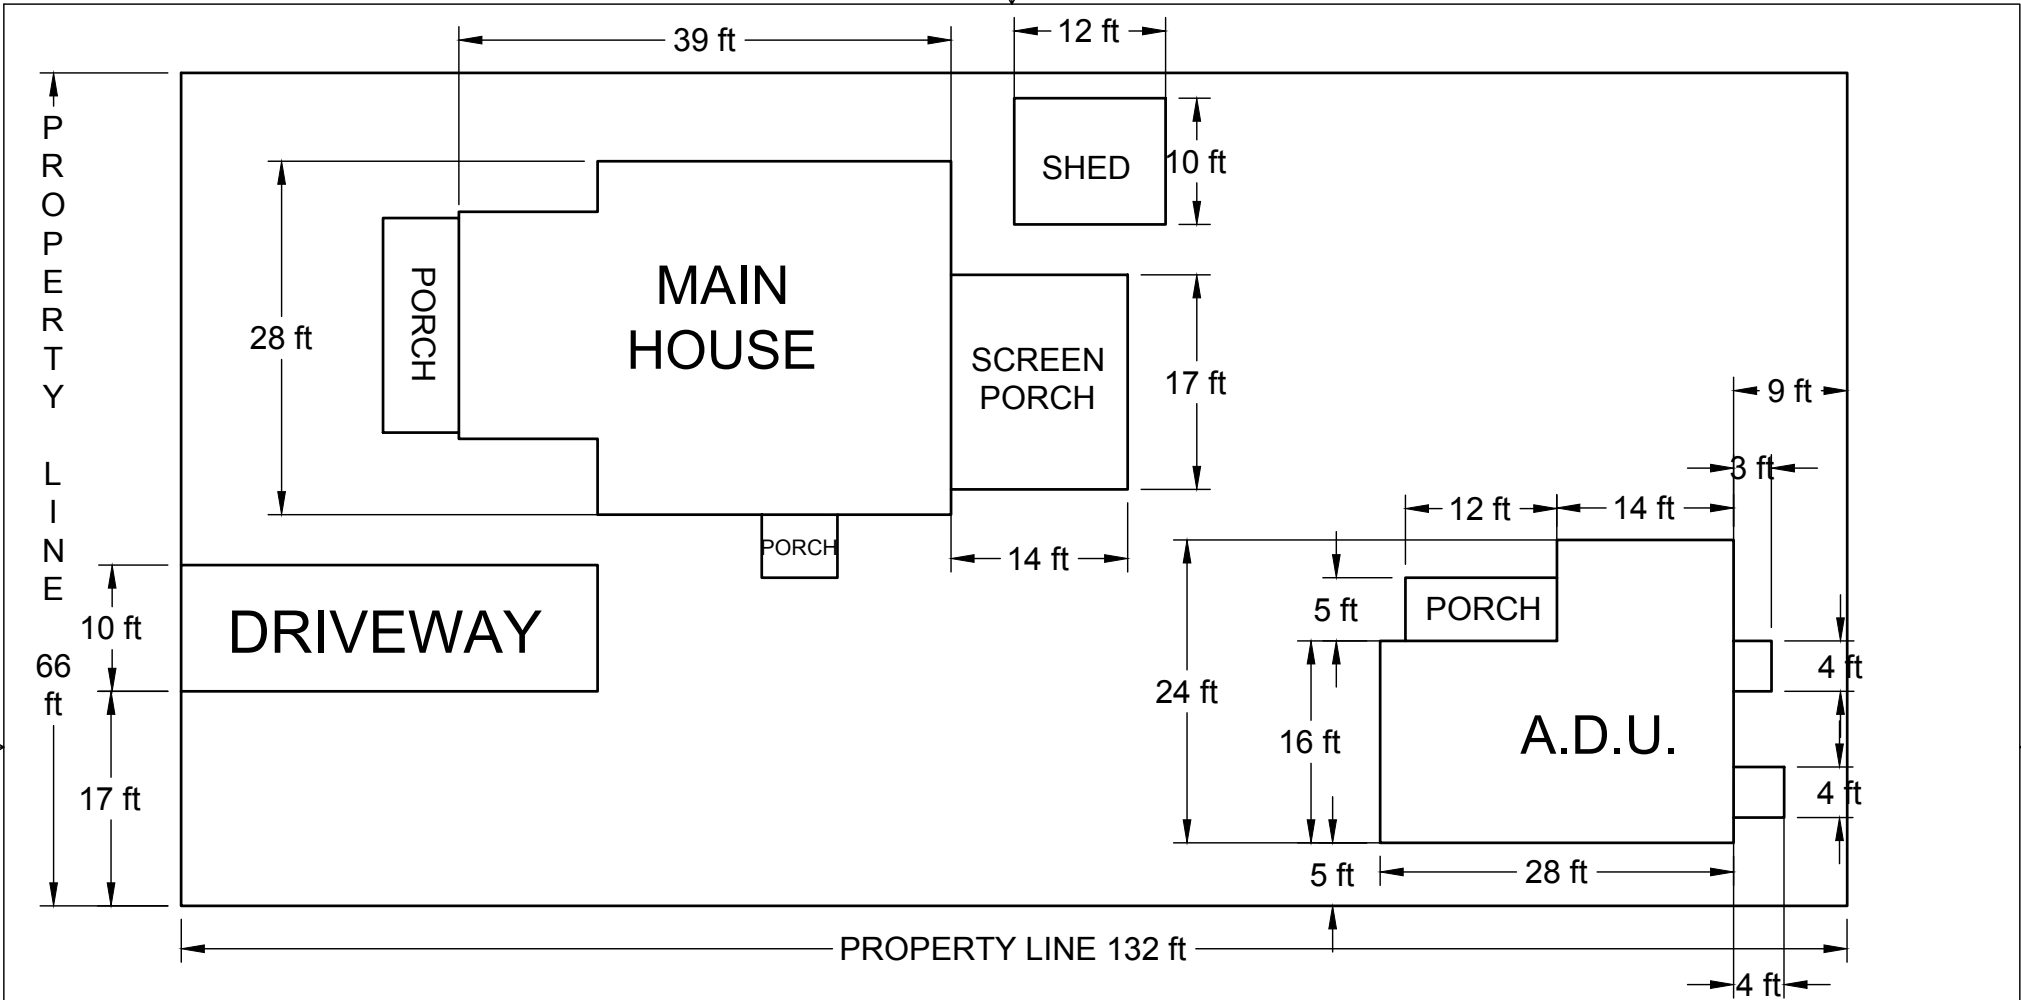 39 ft
12 ft
PROPERTY LINE
66
ft
SHED
10 ft
MAIN
HOUSE
PORCH
28 ft
SCREEN
PORCH
17 ft
9 ft
3 ft
12 ft
14 ft
PORCH
14 ft
DRIVEWAY
10 ft
17 ft
5 ft
PORCH
4 ft
24 ft
16 ft
A.D.U.
4 ft
5 ft
28 ft
PROPERTY LINE 132 ft
4 ft